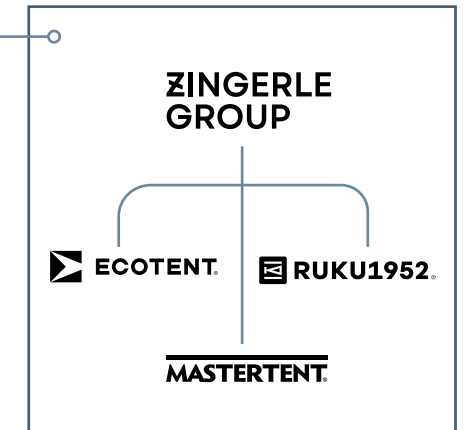 ZINGERLE
GROUP
ECOTENT®
RUKU1952®
MASTERTENT®